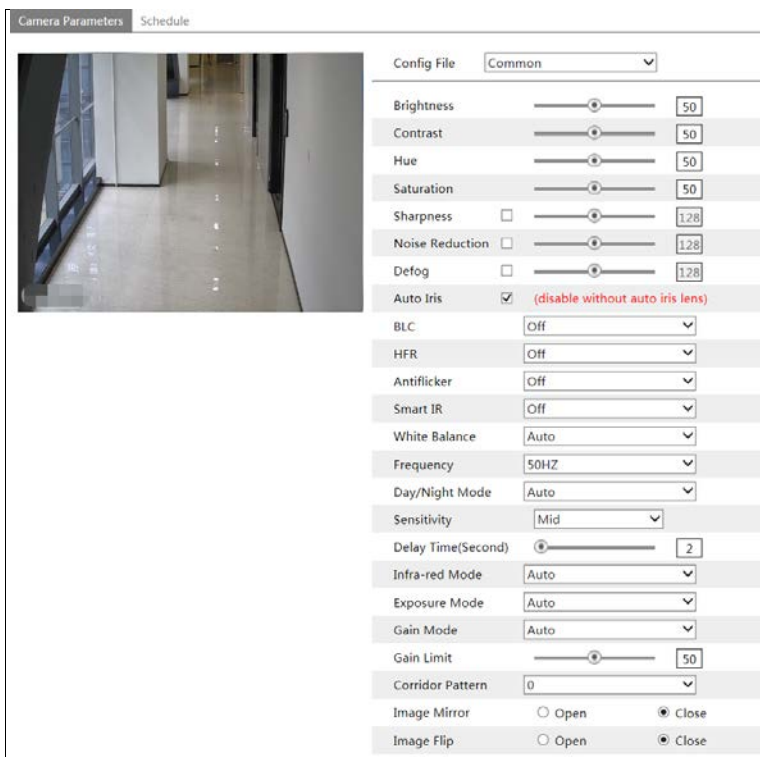 Camera Parameters Schedule
Config File Common
Brightness 50
Contrast 50
Hue 50
Saturation 50
Sharpness 128
Noise Reduction 128
Defog 128
Auto Iris (disable without auto iris lens)
BLC Off
HFR Off
Antiflicker Off
Smart IR Off
White Balance Auto
Frequency 50HZ
Day/Night Mode Auto
Sensitivity Mid
Delay Time(Second) 2
Infra-red Mode Auto
Exposure Mode Auto
Gain Mode Auto
Gain Limit 50
Corridor Pattern 0
Image Mirror Open Close
Image Flip Open Close